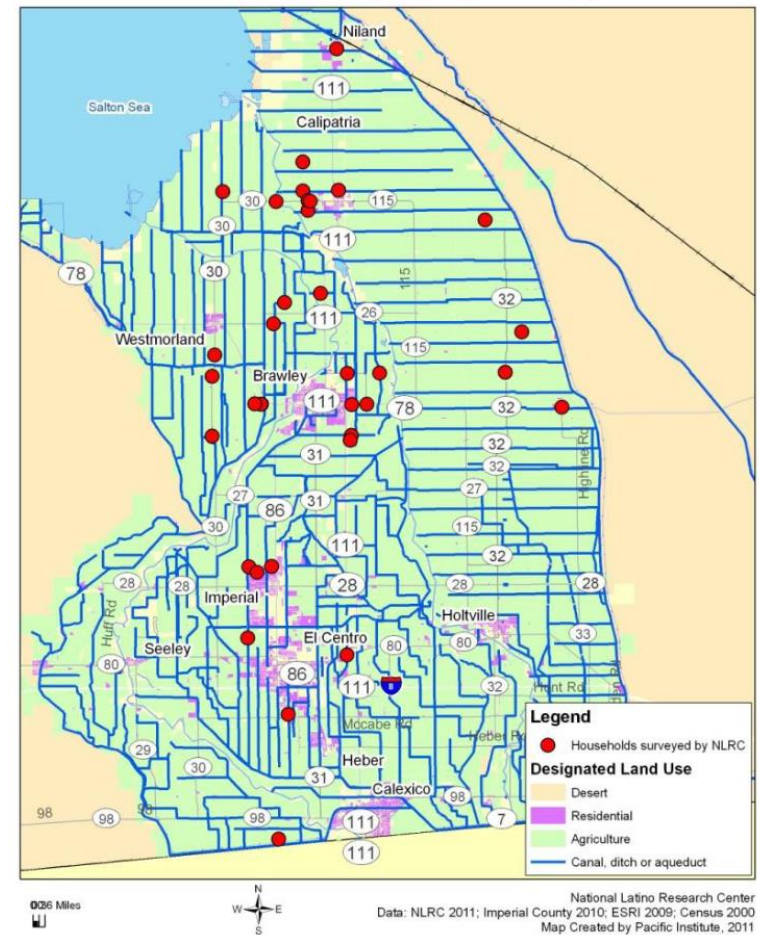 Niland
111
Salton Sea
Calipatria
30
115
30
111
78
30
115
32
26
111
Westmorland
115
Brawley
111
78
32
31
32
Highline Rd
32
27
27
31
86
30
115
111
32
28
28
28
28
28
Imperial
Huff Rd
Holtville
El Centro
33
Seeley
80
80
80
86
32
111
8
Hunt Rd
Mccabe Rd
Heber Rd
29
30
Heber
31
Calexico
98
98
98
98
98
111
7
111
Legend
Households surveyed by NLRC
Designated Land Use
Desert
Residential
Agriculture
Canal, ditch or aqueduct
Miles
N
W E
S
National Latino Research Center
Data: NLRC 2011; Imperial County 2010; ESRI 2009; Census 2000
Map Created by Pacific Institute, 2011